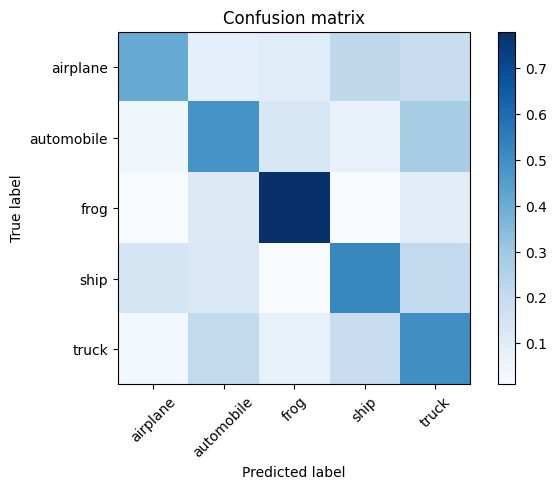 Confusion matrix
True label
airplane
automobile
frog
ship
truck
airplane
automobile
frog
ship
truck
Predicted label
0.7
0.6
0.5
0.4
0.3
0.2
0.1